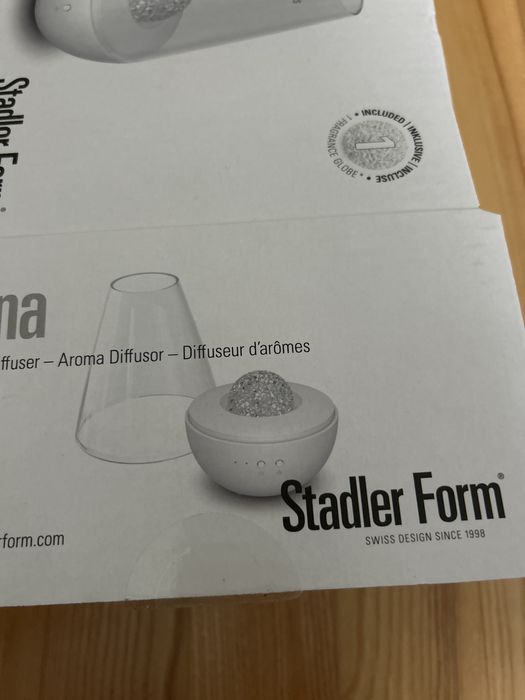 Stadler Form®
1
• INCLUDED | INKLUSIVE | INCLUSE •
• FRAGRANCE GLOBE |
na
ffuser – Aroma Diffusor – Diffuseur d'arômes
Stadler Form®
SWISS DESIGN SINCE 1998
rform.com